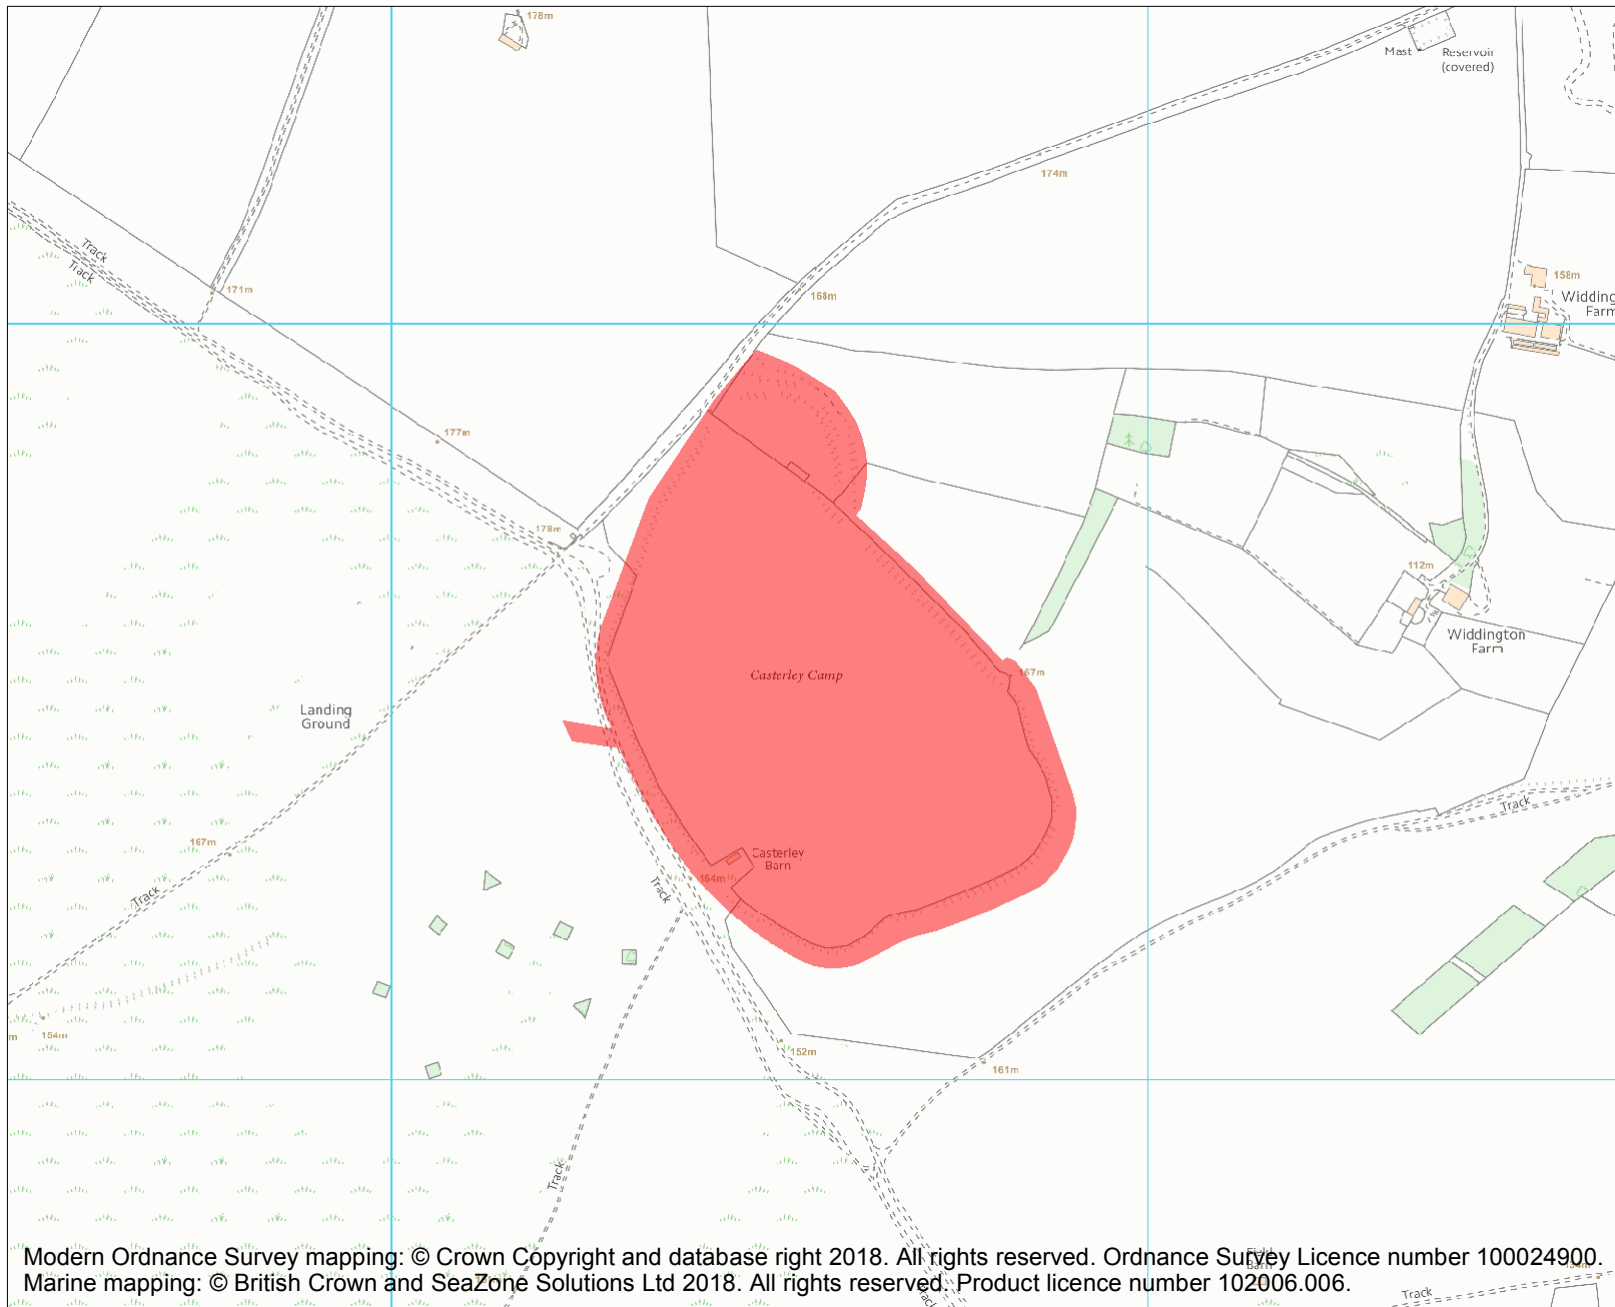 178m
Mast
Reservoir
(covered)
174m
Track
Track
171m
168m
158m
Widding
Farm
177m
178m
112m
Widdington
Farm
Casterley Camp
167m
Landing
Ground
Track
167m
Casterley
Barn
164m
Track
Track
154m
m
152m
161m
Track
Field
Barn
Track
Track
Modern Ordnance Survey mapping: © Crown Copyright and database right 2018. All rights reserved. Ordnance Survey Licence number 100024900.
Marine mapping: © British Crown and SeaZone Solutions Ltd 2018. All rights reserved. Product licence number 102006.006.